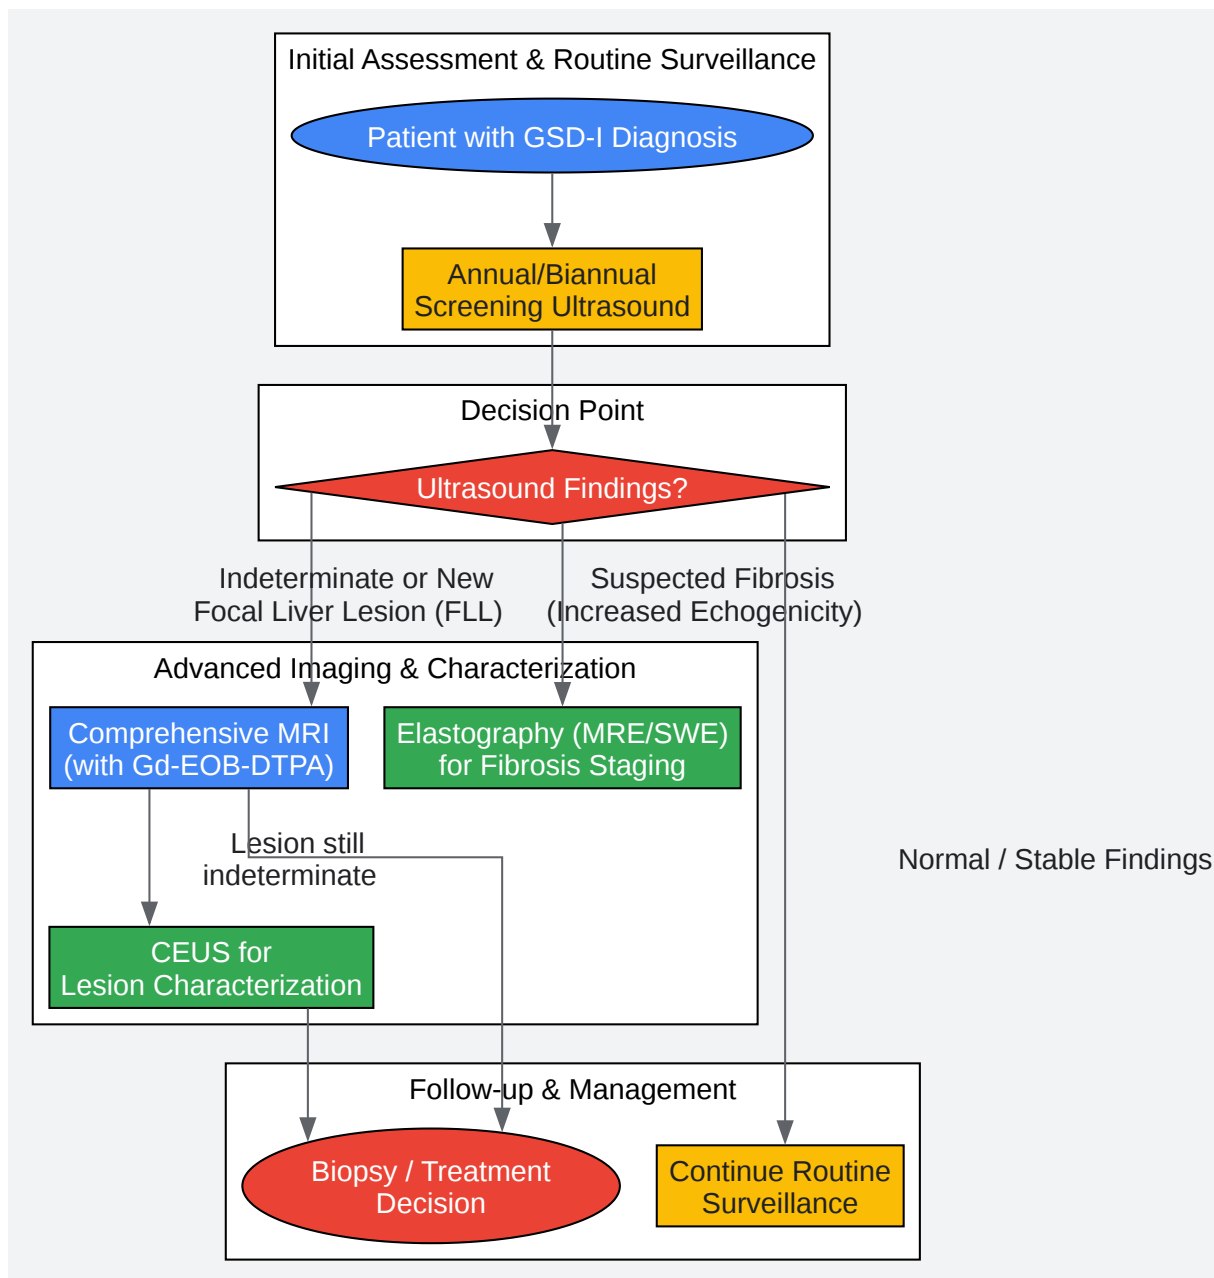 Initial Assessment & Routine Surveillance
Patient with GSD-I Diagnosis
Annual/Biannual
Screening Ultrasound
Decision Point
Ultrasound Findings?
Indeterminate or New
Focal Liver Lesion (FLL)
Suspected Fibrosis
(Increased Echogenicity)
Advanced Imaging & Characterization
Comprehensive MRI
(with Gd-EOB-DTPA)
Elastography (MRE/SWE)
for Fibrosis Staging
Lesion still
indeterminate
Normal / Stable Findings
CEUS for
Lesion Characterization
Follow-up & Management
Biopsy / Treatment
Decision
Continue Routine
Surveillance